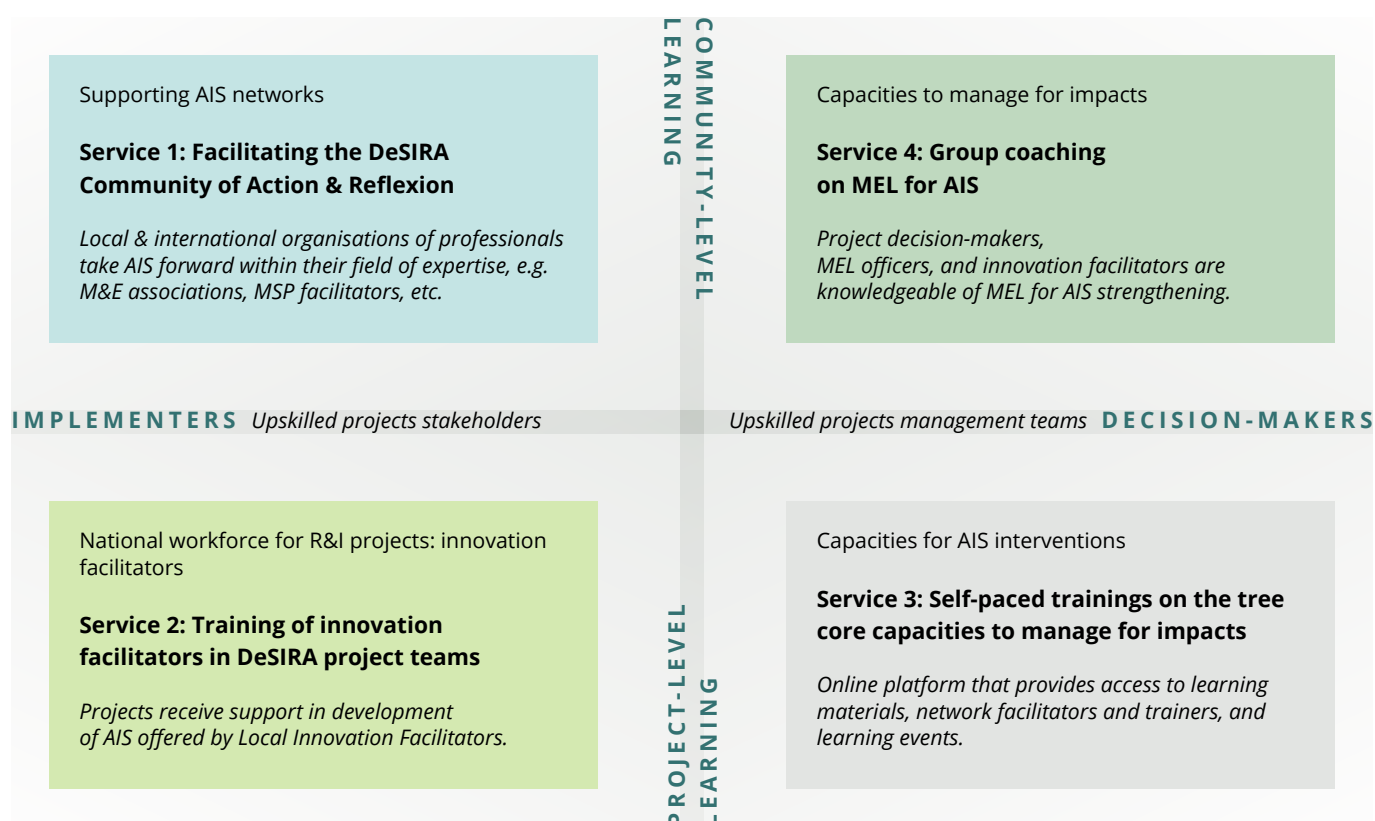 LEARNING
COMMUNITY-LEVEL
Supporting AIS networks
Service 1: Facilitating the DeSIRA
Community of Action & Reflexion
Local & international organisations of professionals
take AIS forward within their field of expertise, e.g.
M&E associations, MSP facilitators, etc.
Capacities to manage for impacts
Service 4: Group coaching
on MEL for AIS
Project decision-makers,
MEL officers, and innovation facilitators are
knowledgeable of MEL for AIS strengthening.
IMPLEMENTERS Upskilled projects stakeholders
Upskilled projects management teams DECISION-MAKERS
National workforce for R&I projects: innovation
facilitators
Service 2: Training of innovation
facilitators in DeSIRA project teams
Projects receive support in development
of AIS offered by Local Innovation Facilitators.
Capacities for AIS interventions
Service 3: Self-paced trainings on the tree
core capacities to manage for impacts
Online platform that provides access to learning
materials, network facilitators and trainers, and
learning events.
PROJECT-LEVEL
LEARNING